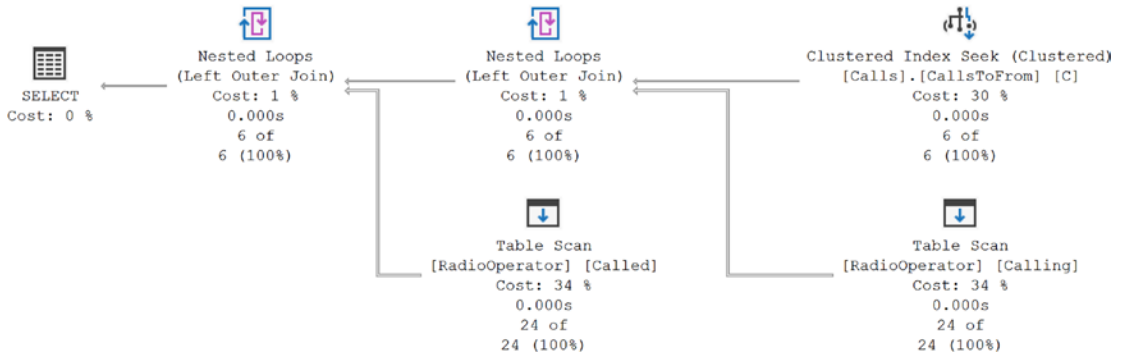 SELECT
Cost: 0 %
Nested Loops
(Left Outer Join)
Cost: 1 %
0.000s
6 of
6 (100%)
Nested Loops
(Left Outer Join)
Cost: 1 %
0.000s
6 of
6 (100%)
Clustered Index Seek (Clustered)
[Calls].[CallsToFrom] [C]
Cost: 30 %
0.000s
6 of
6 (100%)
Table Scan
[RadioOperator] [Called]
Cost: 34 %
0.000s
24 of
24 (100%)
Table Scan
[RadioOperator] [Calling]
Cost: 34 %
0.000s
24 of
24 (100%)